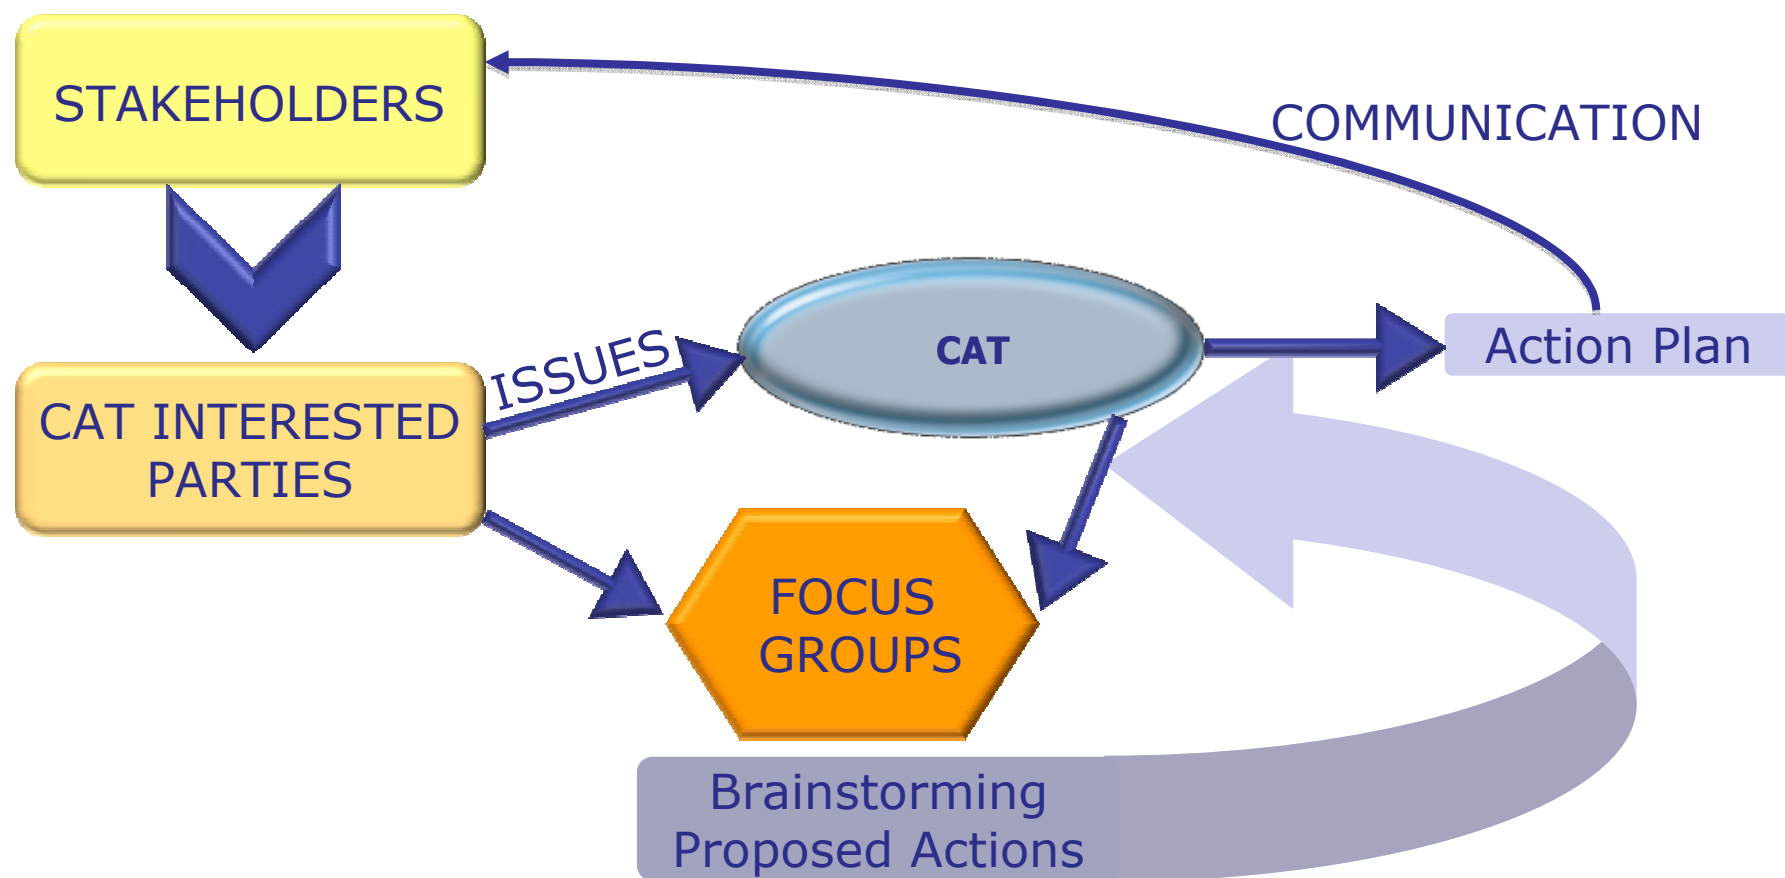 STAKEHOLDERS
COMMUNICATION
ISSUES
CAT
Action Plan
CAT INTERESTED
PARTIES
FOCUS
GROUPS
Brainstorming
Proposed Actions